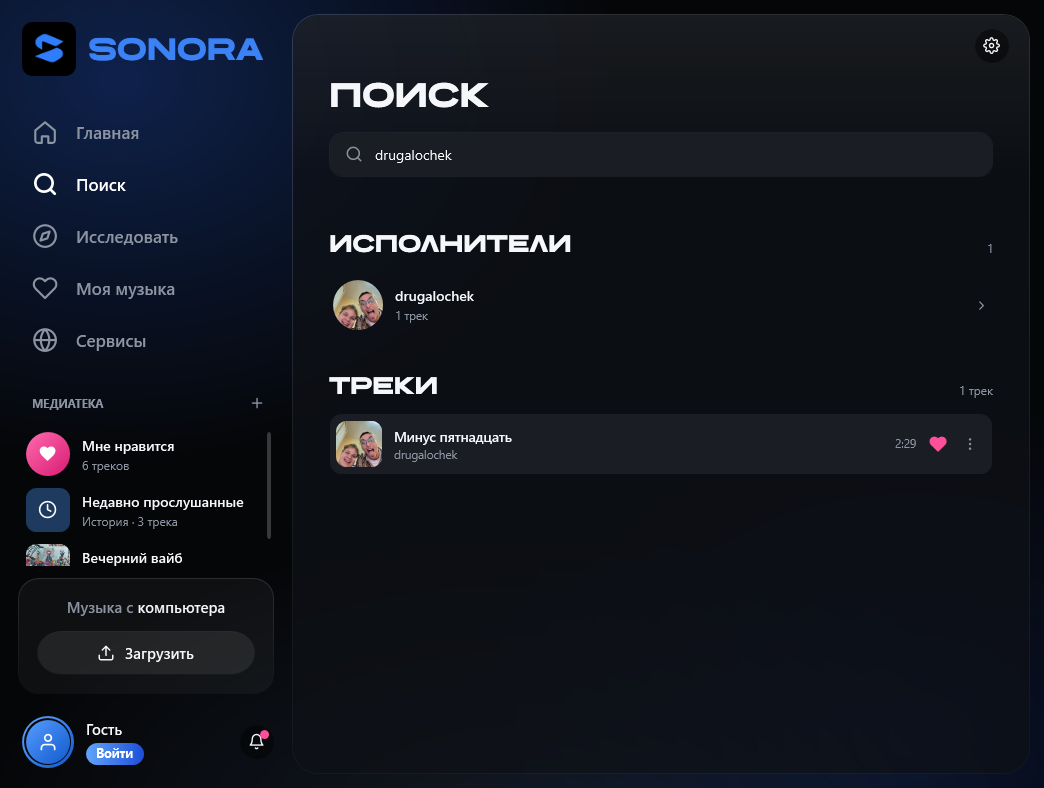 SONORA
Главная
Поиск
Исследовать
Моя музыка
Сервисы
МЕДИАТЕКА
Мне нравится
6 треков
Недавно прослушанные
История · 3 трека
Вечерний вайб
Музыка с компьютера
Загрузить
Гость
Войти
ПОИСК
drugalochek
ИСПОЛНИТЕЛИ
1
drugalochek
1 трек
ТРЕКИ
1 трек
Минус пятнадцать
drugalochek
2:29